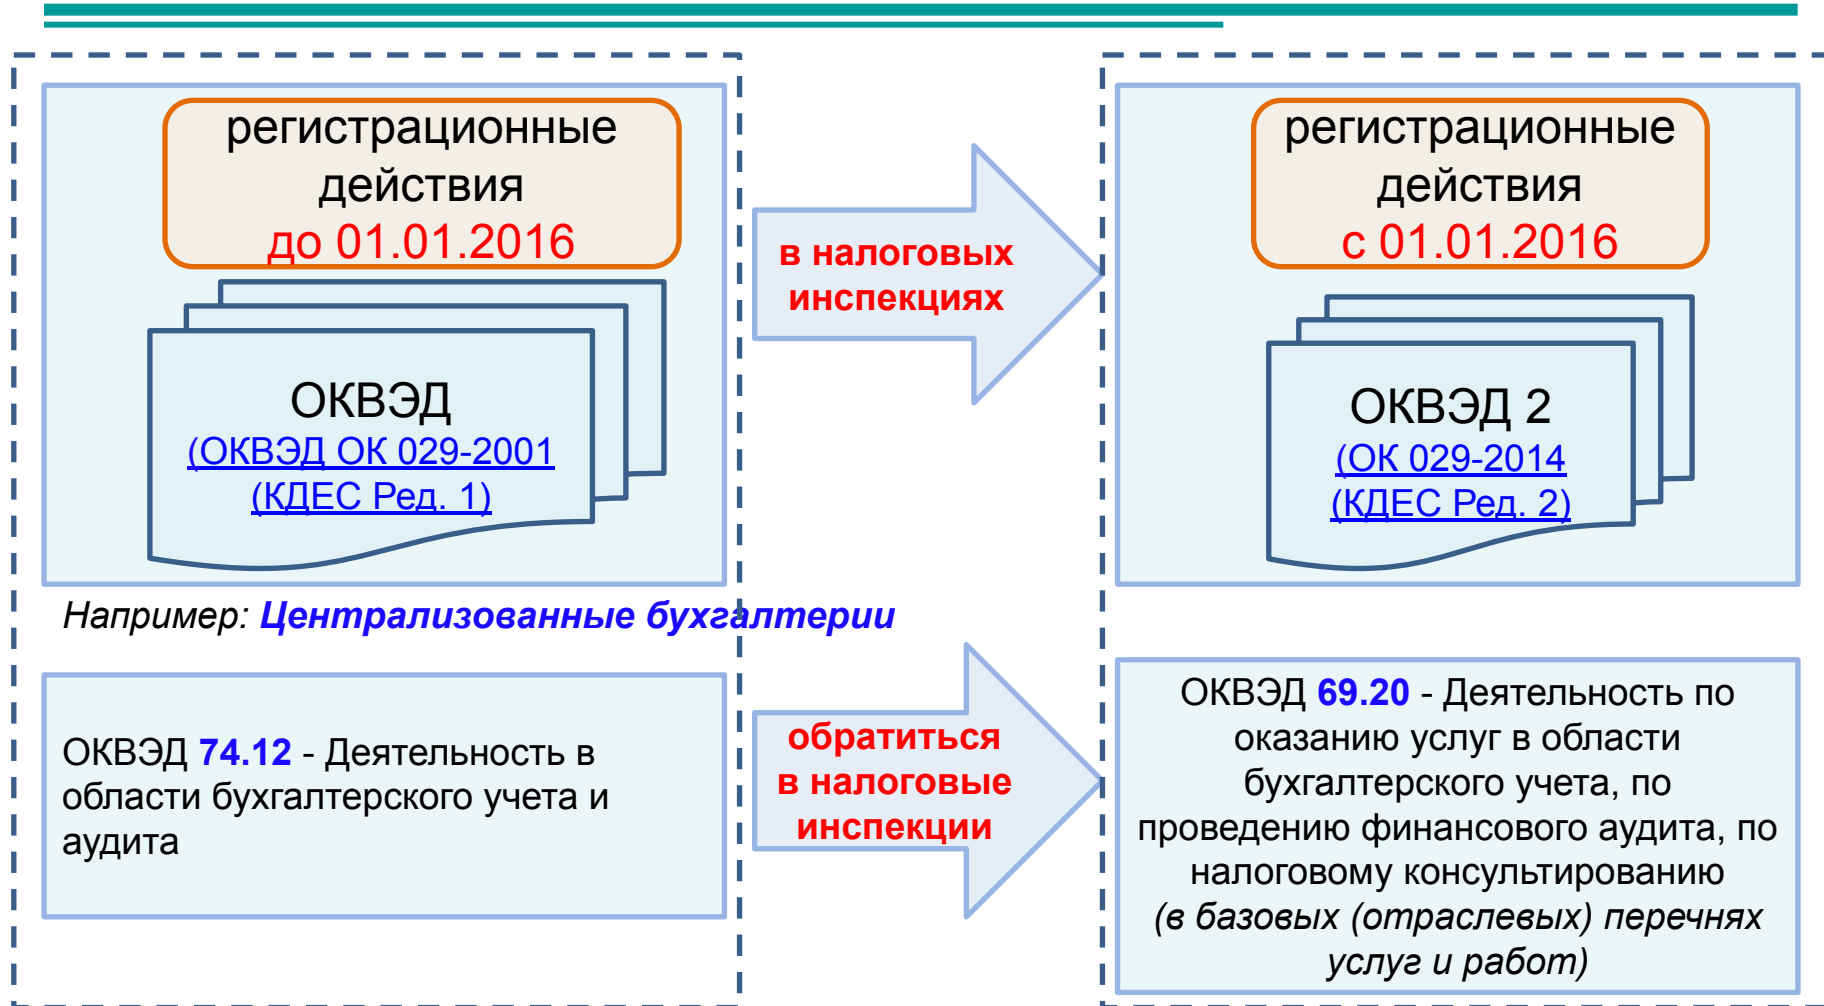 регистрационные
действия
до 01.01.2016
ОКВЭД
(ОКВЭД ОК 029-2001
(КДЕС Ред. 1)
в налоговых
инспекциях
регистрационные
действия
с 01.01.2016
ОКВЭД 2
(ОК 029-2014
(КДЕС Ред. 2)
Например: Централизованные бухгалтерии
ОКВЭД 74.12 - Деятельность в
области бухгалтерского учета и
аудита
обратиться
в налоговые
инспекции
ОКВЭД 69.20 - Деятельность по
оказанию услуг в области
бухгалтерского учета, по
проведению финансового аудита, по
налоговому консультированию
(в базовых (отраслевых) перечнях
услуг и работ)